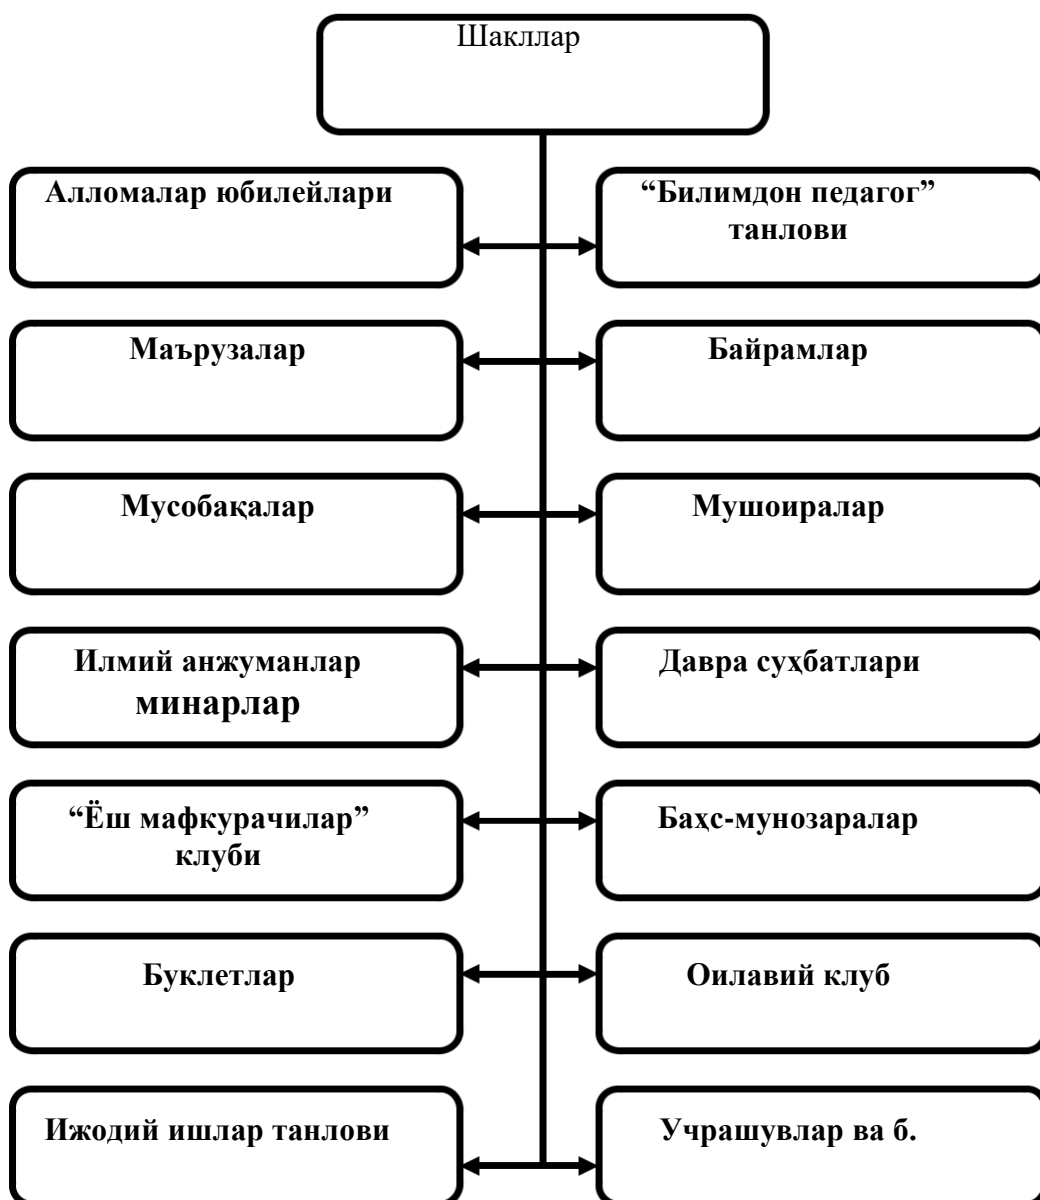 Шакллар
Алломалар юбилейлари
“Билимдон педагог”
танлови
Маърузалар
Байрамлар
Мусобақалар
Мушоиралар
Илмий анжуманлар
минарлар
Давра суҳбатлари
“Ёш мафкурачилар”
клуби
Баҳс-мунозаралар
Буклетлар
Оилавий клуб
Ижодий ишлар танлови
Учрашувлар ва б.